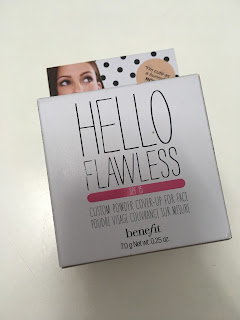 HELLO
FLAWLESS
SPF 15
CUSTOM POWDER COVER-UP FOR FACE
POUDRE VISAGE COUVRANCE SUR MESURE
benefit
7.0 g Net wt. 0.25 oz.